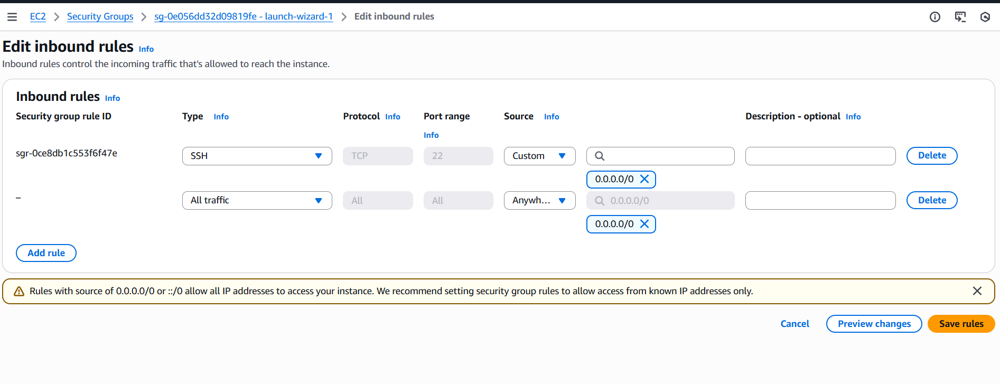 EC2 > Security Groups > sg-0e056dd32d09819fe - launch-wizard-1 > Edit inbound rules
Edit inbound rules Info
Inbound rules control the incoming traffic that's allowed to reach the instance.
Inbound rules Info
Security group rule ID Type Info Protocol Info Port range Info Source Info Description - optional Info
sgr-0ce8db1c553f6f47e SSH TCP 22 Custom Delete
0.0.0.0/0
– All traffic All All Anywh... 0.0.0.0/0 Delete
0.0.0.0/0
Add rule
Rules with source of 0.0.0.0/0 or ::/0 allow all IP addresses to access your instance. We recommend setting security group rules to allow access from known IP addresses only.
Cancel Preview changes Save rules